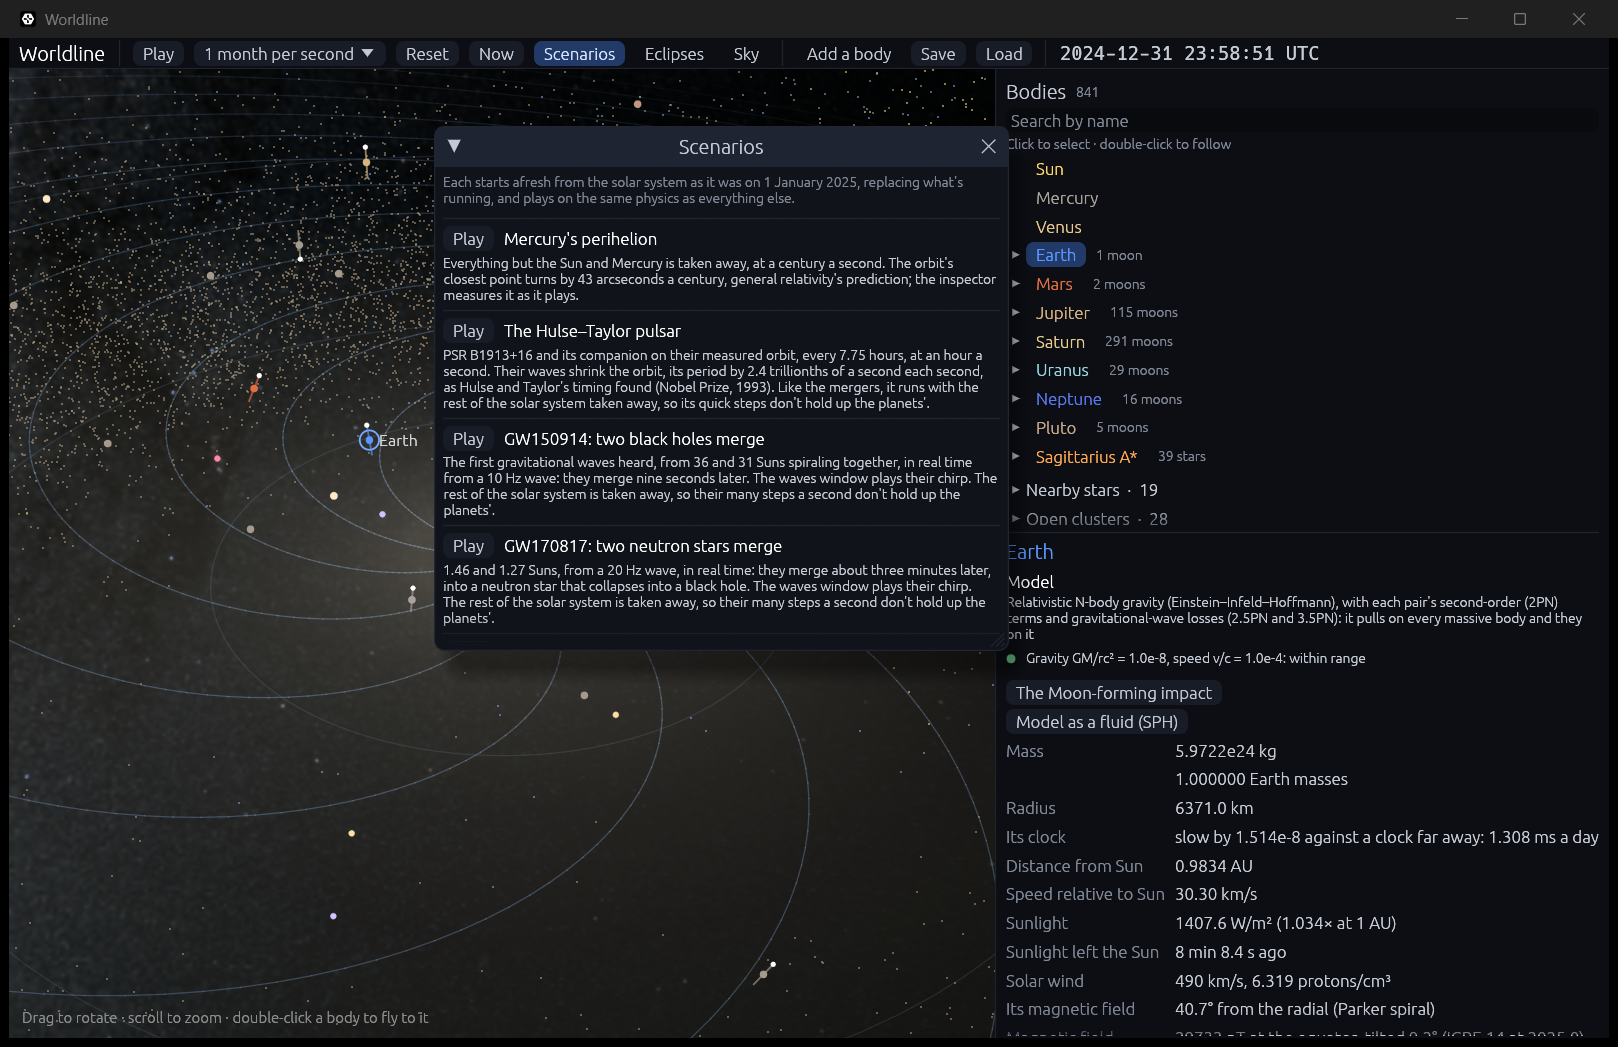 Worldline
Worldline
Play
1 month per second
Reset
Now
Scenarios
Eclipses
Sky
Add a body
Save
Load
2024-12-31 23:58:51 UTC
Scenarios
Each starts afresh from the solar system as it was on 1 January 2025, replacing what's
running, and plays on the same physics as everything else.
Play Mercury's perihelion
Everything but the Sun and Mercury is taken away, at a century a second. The orbit's
closest point turns by 43 arcseconds a century, general relativity's prediction; the inspector
measures it as it plays.
Play The Hulse–Taylor pulsar
PSR B1913+16 and its companion on their measured orbit, every 7.75 hours, at an hour a
second. Their waves shrink the orbit, its period by 2.4 trillionths of a second each second,
as Hulse and Taylor's timing found (Nobel Prize, 1993). Like the mergers, it runs with the
rest of the solar system taken away, so its quick steps don't hold up the planets'.
Play GW150914: two black holes merge
The first gravitational waves heard, from 36 and 31 Suns spiraling together, in real time
from a 10 Hz wave: they merge nine seconds later. The waves window plays their chirp. The
rest of the solar system is taken away, so their many steps a second don't hold up the
planets'.
Play GW170817: two neutron stars merge
1.46 and 1.27 Suns, from a 20 Hz wave, in real time: they merge about three minutes later,
into a neutron star that collapses into a black hole. The waves window plays their chirp.
The rest of the solar system is taken away, so their many steps a second don't hold up the
planets'.
Earth
Drag to rotate · scroll to zoom · double-click a body to fly to it
Bodies 841
Search by name
Click to select · double-click to follow
Sun
Mercury
Venus
Earth 1 moon
Mars 2 moons
Jupiter 115 moons
Saturn 291 moons
Uranus 29 moons
Neptune 16 moons
Pluto 5 moons
Sagittarius A* 39 stars
Nearby stars · 19
Open clusters · 28
Earth
Model
Relativistic N-body gravity (Einstein–Infeld–Hoffmann), with each pair's second-order (2PN)
terms and gravitational-wave losses (2.5PN and 3.5PN): it pulls on every massive body and they
on it
Gravity GM/rc² = 1.0e-8, speed v/c = 1.0e-4: within range
The Moon-forming impact
Model as a fluid (SPH)
Mass 5.9722e24 kg
1.000000 Earth masses
Radius 6371.0 km
Its clock slow by 1.514e-8 against a clock far away: 1.308 ms a day
Distance from Sun 0.9834 AU
Speed relative to Sun 30.30 km/s
Sunlight 1407.6 W/m² (1.034× at 1 AU)
Sunlight left the Sun 8 min 8.4 s ago
Solar wind 490 km/s, 6.319 protons/cm³
Its magnetic field 40.7° from the radial (Parker spiral)